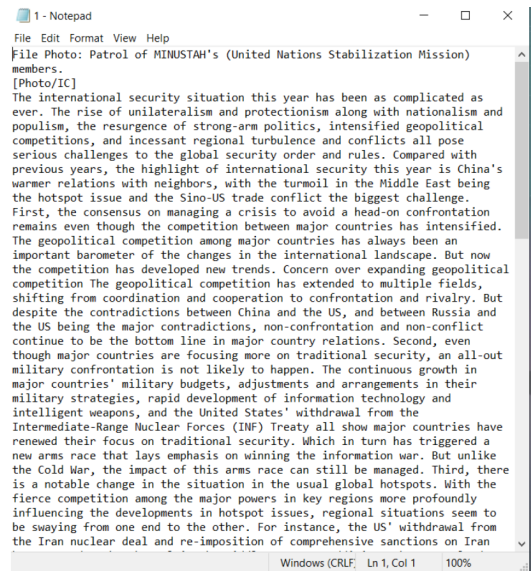 1 - Notepad
File Edit Format View Help
File Photo: Patrol of MINUSTAH's (United Nations Stabilization Mission)
members.
[Photo/IC]
The international security situation this year has been as complicated as
ever. The rise of unilateralism and protectionism along with nationalism and
populism, the resurgence of strong-arm politics, intensified geopolitical
competitions, and incessant regional turbulence and conflicts all pose
serious challenges to the global security order and rules. Compared with
previous years, the highlight of international security this year is China's
warmer relations with neighbors, with the turmoil in the Middle East being
the hotspot issue and the Sino-US trade conflict the biggest challenge.
First, the consensus on managing a crisis to avoid a head-on confrontation
remains even though the competition between major countries has intensified.
The geopolitical competition among major countries has always been an
important barometer of the changes in the international landscape. But now
the competition has developed new trends. Concern over expanding geopolitical
competition The geopolitical competition has extended to multiple fields,
shifting from coordination and cooperation to confrontation and rivalry. But
despite the contradictions between China and the US, and between Russia and
the US being the major contradictions, non-confrontation and non-conflict
continue to be the bottom line in major country relations. Second, even
though major countries are focusing more on traditional security, an all-out
military confrontation is not likely to happen. The continuous growth in
major countries' military budgets, adjustments and arrangements in their
military strategies, rapid development of information technology and
intelligent weapons, and the United States' withdrawal from the
Intermediate-Range Nuclear Forces (INF) Treaty all show major countries have
renewed their focus on traditional security. Which in turn has triggered a
new arms race that lays emphasis on winning the information war. But unlike
the Cold War, the impact of this arms race can still be managed. Third, there
is a notable change in the situation in the usual global hotspots. With the
fierce competition among the major powers in key regions more profoundly
influencing the developments in hotspot issues, regional situations seem to
be swaying from one end to the other. For instance, the US' withdrawal from
the Iran nuclear deal and re-imposition of comprehensive sanctions on Iran
Windows (CRLF) Ln 1, Col 1 100%